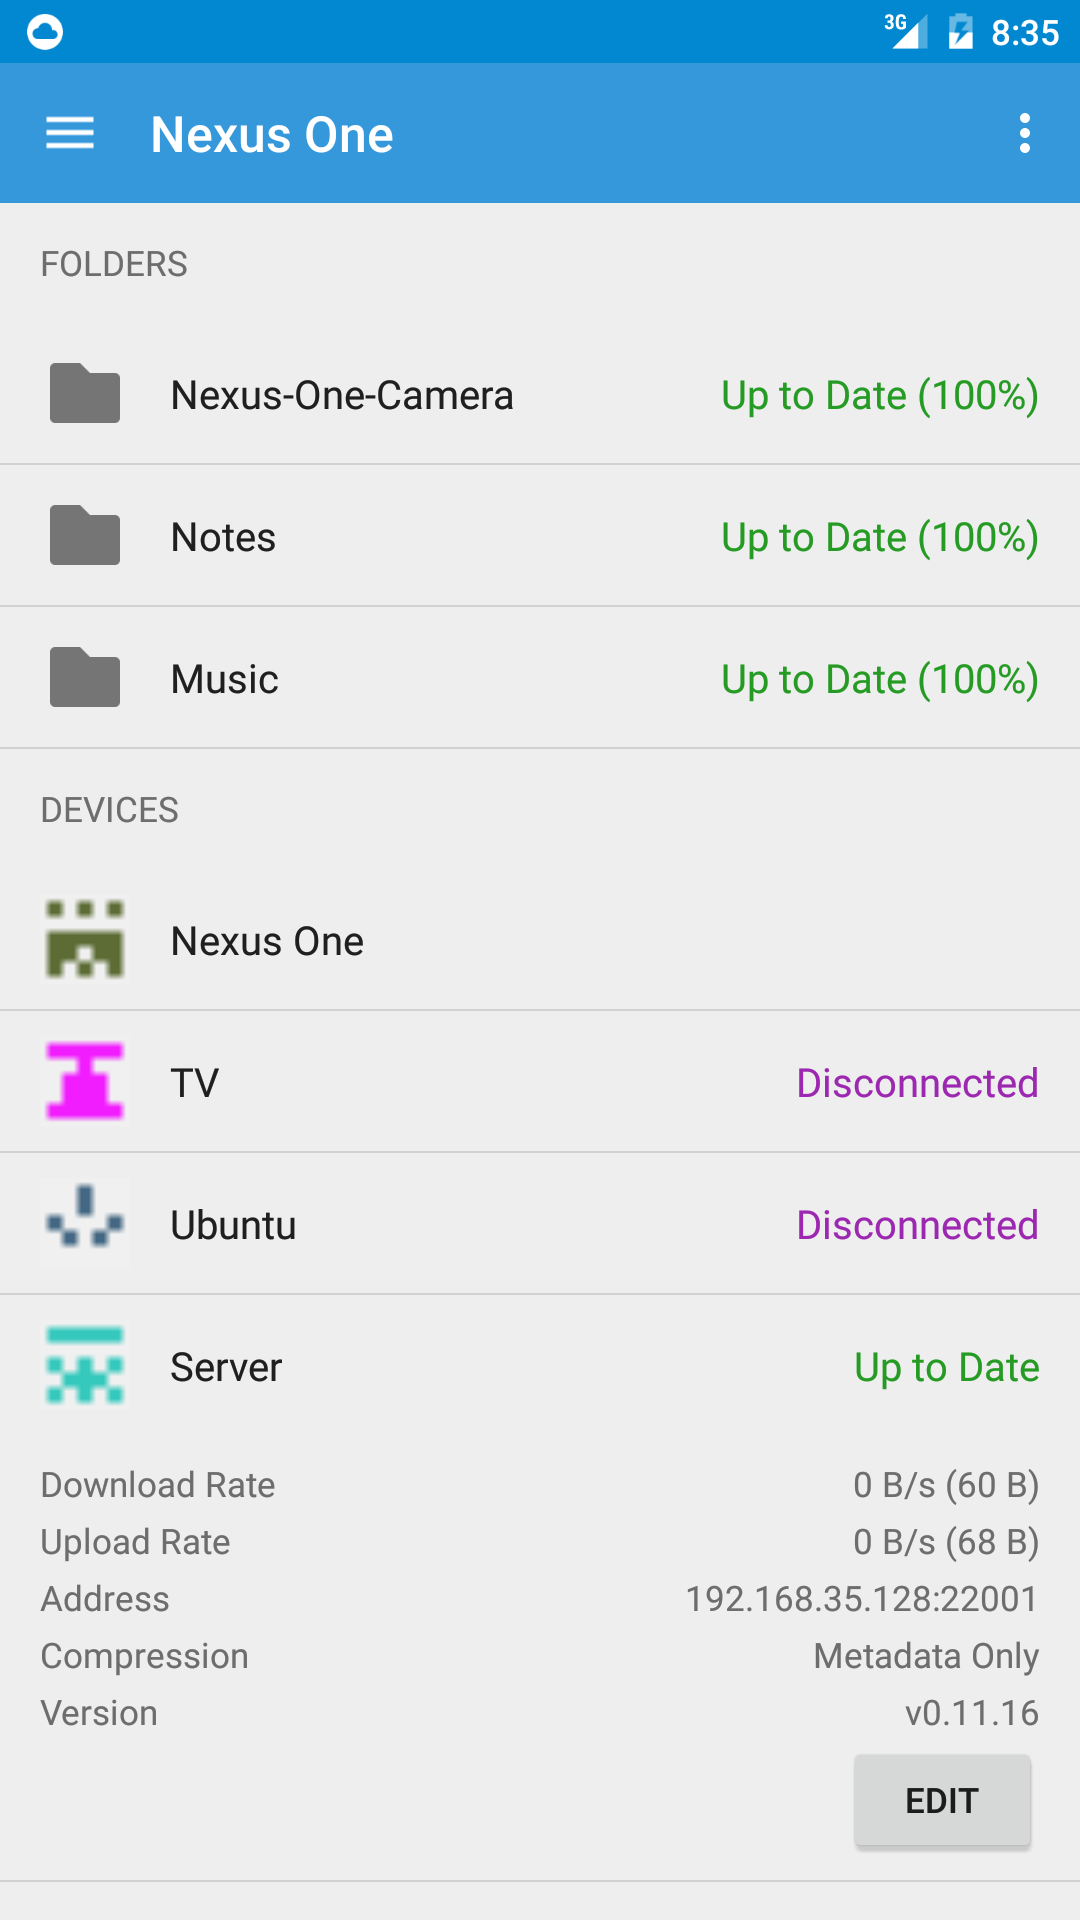 3G 8:35
Nexus One
FOLDERS
Nexus-One-Camera Up to Date (100%)
Notes Up to Date (100%)
Music Up to Date (100%)
DEVICES
Nexus One
TV Disconnected
Ubuntu Disconnected
Server Up to Date
Download Rate 0 B/s (60 B)
Upload Rate 0 B/s (68 B)
Address 192.168.35.128:22001
Compression Metadata Only
Version v0.11.16
EDIT